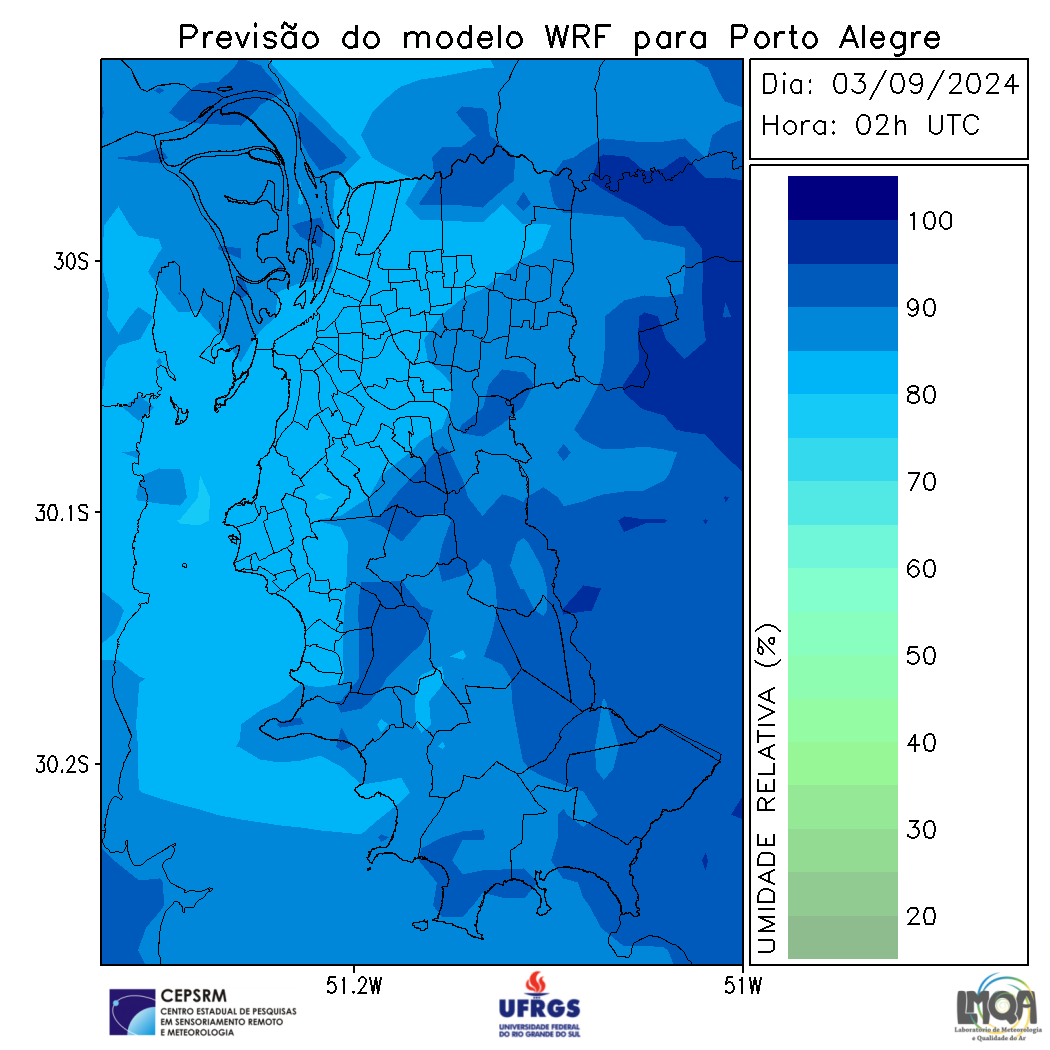 Previsão do modelo WRF para Porto Alegre
Dia: 03/09/2024
Hora: 02h UTC
30S
30.1S
30.2S
51.2W
51W
UMIDADE RELATIVA (%)
100
90
80
70
60
50
40
30
20
CEPSRM
CENTRO ESTADUAL DE PESQUISAS
EM SENSORIAMENTO REMOTO
E METEOROLOGIA
UFRGS
UNIVERSIDADE FEDERAL
DO RIO GRANDE DO SUL
LMQA
Laboratório de Meteorologia
e Qualidade do Ar